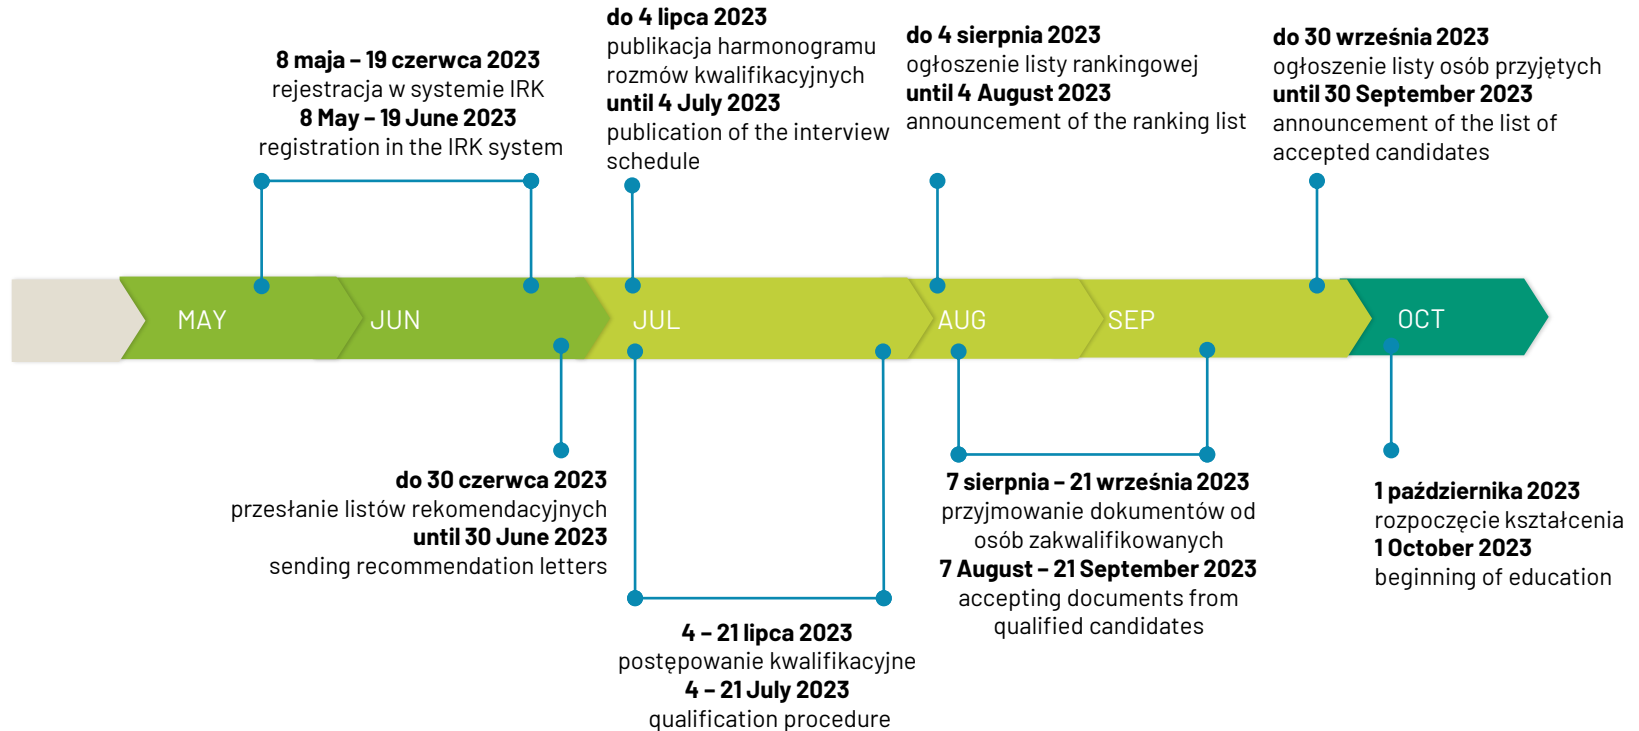 8 maja – 19 czerwca 2023
rejestracja w systemie IRK
8 May – 19 June 2023
registration in the IRK system
do 4 lipca 2023
publikacja harmonogramu
rozmów kwalifikacyjnych
until 4 July 2023
publication of the interview
schedule
do 4 sierpnia 2023
ogłoszenie listy rankingowej
until 4 August 2023
announcement of the ranking list
do 30 września 2023
ogłoszenie listy osób przyjętych
until 30 September 2023
announcement of the list of
accepted candidates
MAY
JUN
JUL
AUG
SEP
OCT
do 30 czerwca 2023
przesłanie listów rekomendacyjnych
until 30 June 2023
sending recommendation letters
4 – 21 lipca 2023
postępowanie kwalifikacyjne
4 – 21 July 2023
qualification procedure
7 sierpnia – 21 września 2023
przyjmowanie dokumentów od
osób zakwalifikowanych
7 August – 21 September 2023
accepting documents from
qualified candidates
1 października 2023
rozpoczęcie kształcenia
1 October 2023
beginning of education